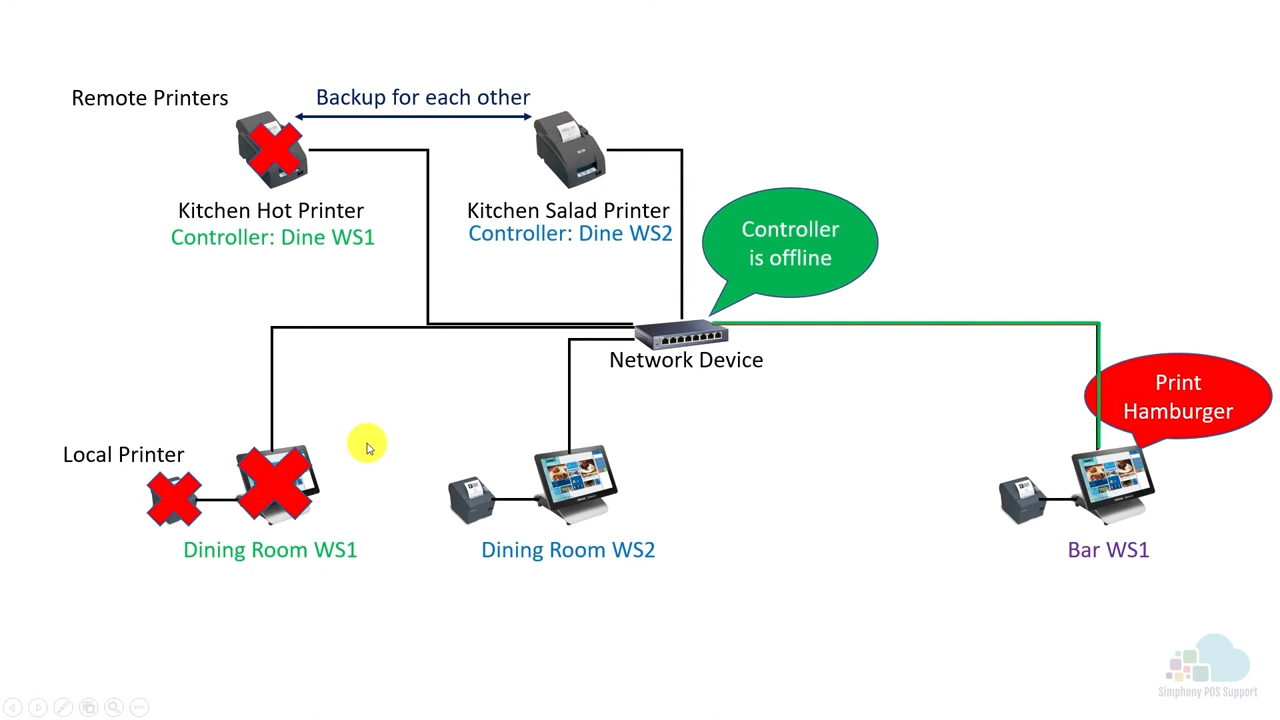 Remote Printers
Backup for each other
Kitchen Hot Printer
Controller: Dine WS1
Kitchen Salad Printer
Controller: Dine WS2
Controller
is offline
Network Device
Print
Hamburger
Local Printer
Dining Room WS1
Dining Room WS2
Bar WS1
Simphony POS Support